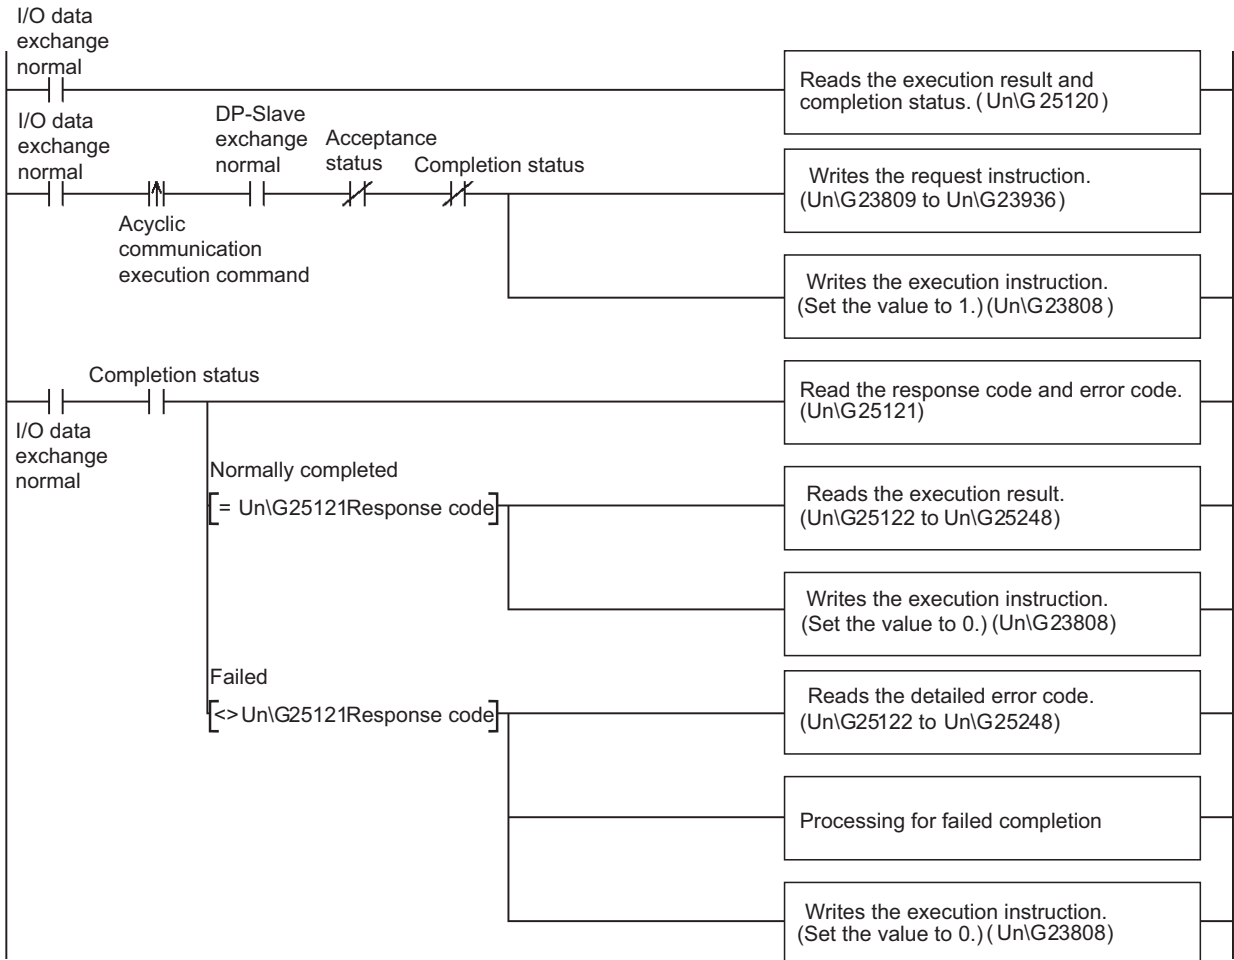 I/O data
exchange
normal
Reads the execution result and
completion status. (Un\G25120)
I/O data
exchange
normal
DP-Slave
exchange
normal
Acceptance
status
Completion status
Acyclic
communication
execution command
Writes the request instruction.
(Un\G23809 to Un\G23936)
Writes the execution instruction.
(Set the value to 1.)(Un\G23808)
Completion status
I/O data
exchange
normal
Read the response code and error code.
(Un\G25121)
Normally completed
[= Un\G25121Response code]
Reads the execution result.
(Un\G25122 to Un\G25248)
Writes the execution instruction.
(Set the value to 0.)(Un\G23808)
Failed
[<>Un\G25121Response code]
Reads the detailed error code.
(Un\G25122 to Un\G25248)
Processing for failed completion
Writes the execution instruction.
(Set the value to 0.)(Un\G23808)